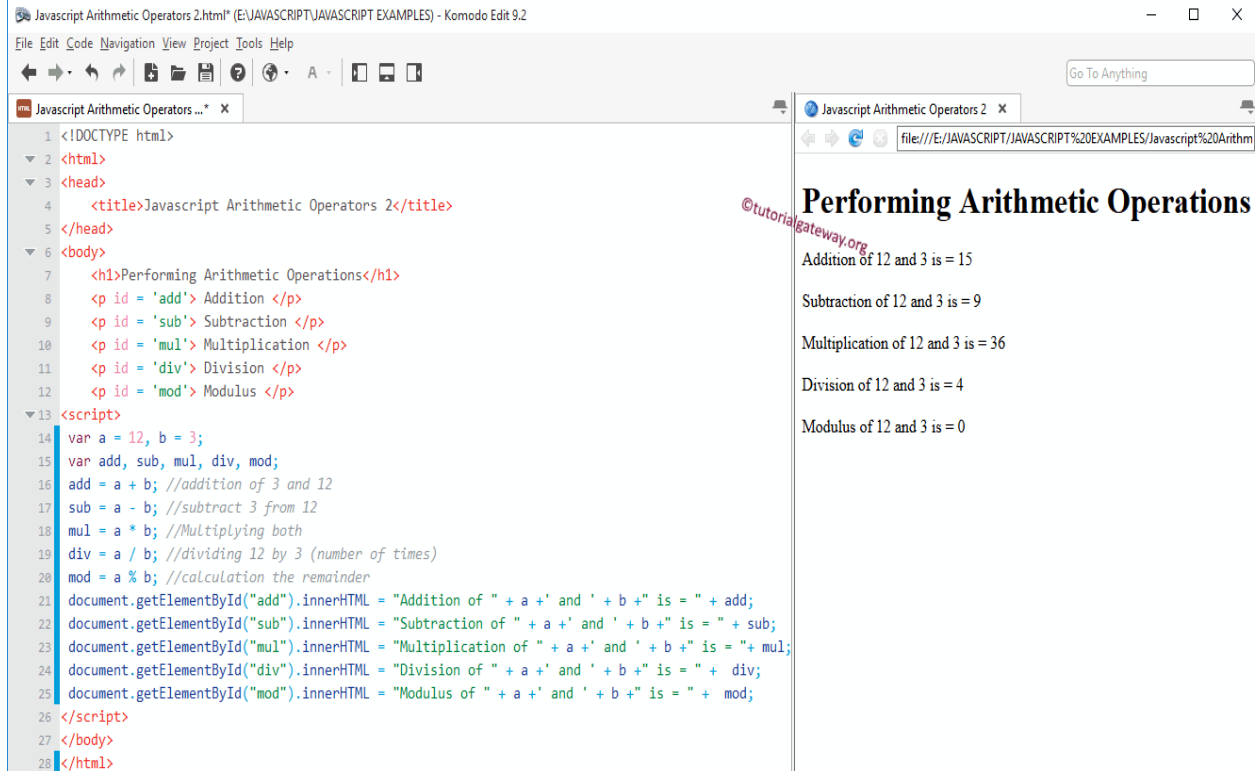 Javascript Arithmetic Operators 2.html* (E:\JAVASCRIPT\JAVASCRIPT EXAMPLES) - Komodo Edit 9.2
File Edit Code Navigation View Project Tools Help
Go To Anything
Javascript Arithmetic Operators ...*
1 <!DOCTYPE html>
2 <html>
3 <head>
4 <title>Javascript Arithmetic Operators 2</title>
5 </head>
6 <body>
7 <h1>Performing Arithmetic Operations</h1>
8 <p id = 'add'> Addition </p>
9 <p id = 'sub'> Subtraction </p>
10 <p id = 'mul'> Multiplication </p>
11 <p id = 'div'> Division </p>
12 <p id = 'mod'> Modulus </p>
13 <script>
14 var a = 12, b = 3;
15 var add, sub, mul, div, mod;
16 add = a + b; //addition of 3 and 12
17 sub = a - b; //subtract 3 from 12
18 mul = a * b; //Multiplying both
19 div = a / b; //dividing 12 by 3 (number of times)
20 mod = a % b; //calculation the remainder
21 document.getElementById("add").innerHTML = "Addition of " + a +' and ' + b +" is = " + add;
22 document.getElementById("sub").innerHTML = "Subtraction of " + a +' and ' + b +" is = " + sub;
23 document.getElementById("mul").innerHTML = "Multiplication of " + a +' and ' + b +" is = "+ mul;
24 document.getElementById("div").innerHTML = "Division of " + a +' and ' + b +" is = " + div;
25 document.getElementById("mod").innerHTML = "Modulus of " + a +' and ' + b +" is = " + mod;
26 </script>
27 </body>
28 </html>
Javascript Arithmetic Operators 2
file:///E:/JAVASCRIPT/JAVASCRIPT%20EXAMPLES/Javascript%20Arithm
©tutorialgateway.org
Performing Arithmetic Operations
Addition of 12 and 3 is = 15
Subtraction of 12 and 3 is = 9
Multiplication of 12 and 3 is = 36
Division of 12 and 3 is = 4
Modulus of 12 and 3 is = 0